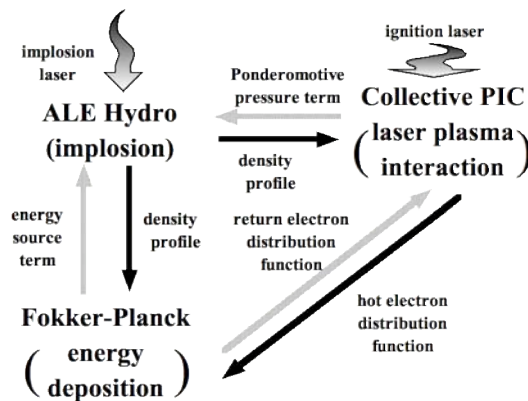 implosion
laser
ignition laser
Ponderomotive
pressure term
ALE Hydro
(implosion)
Collective PIC
( laser plasma
interaction )
density
profile
energy
source
term
density
profile
return electron
distribution
function
hot electron
distribution
function
Fokker-Planck
( energy
deposition )